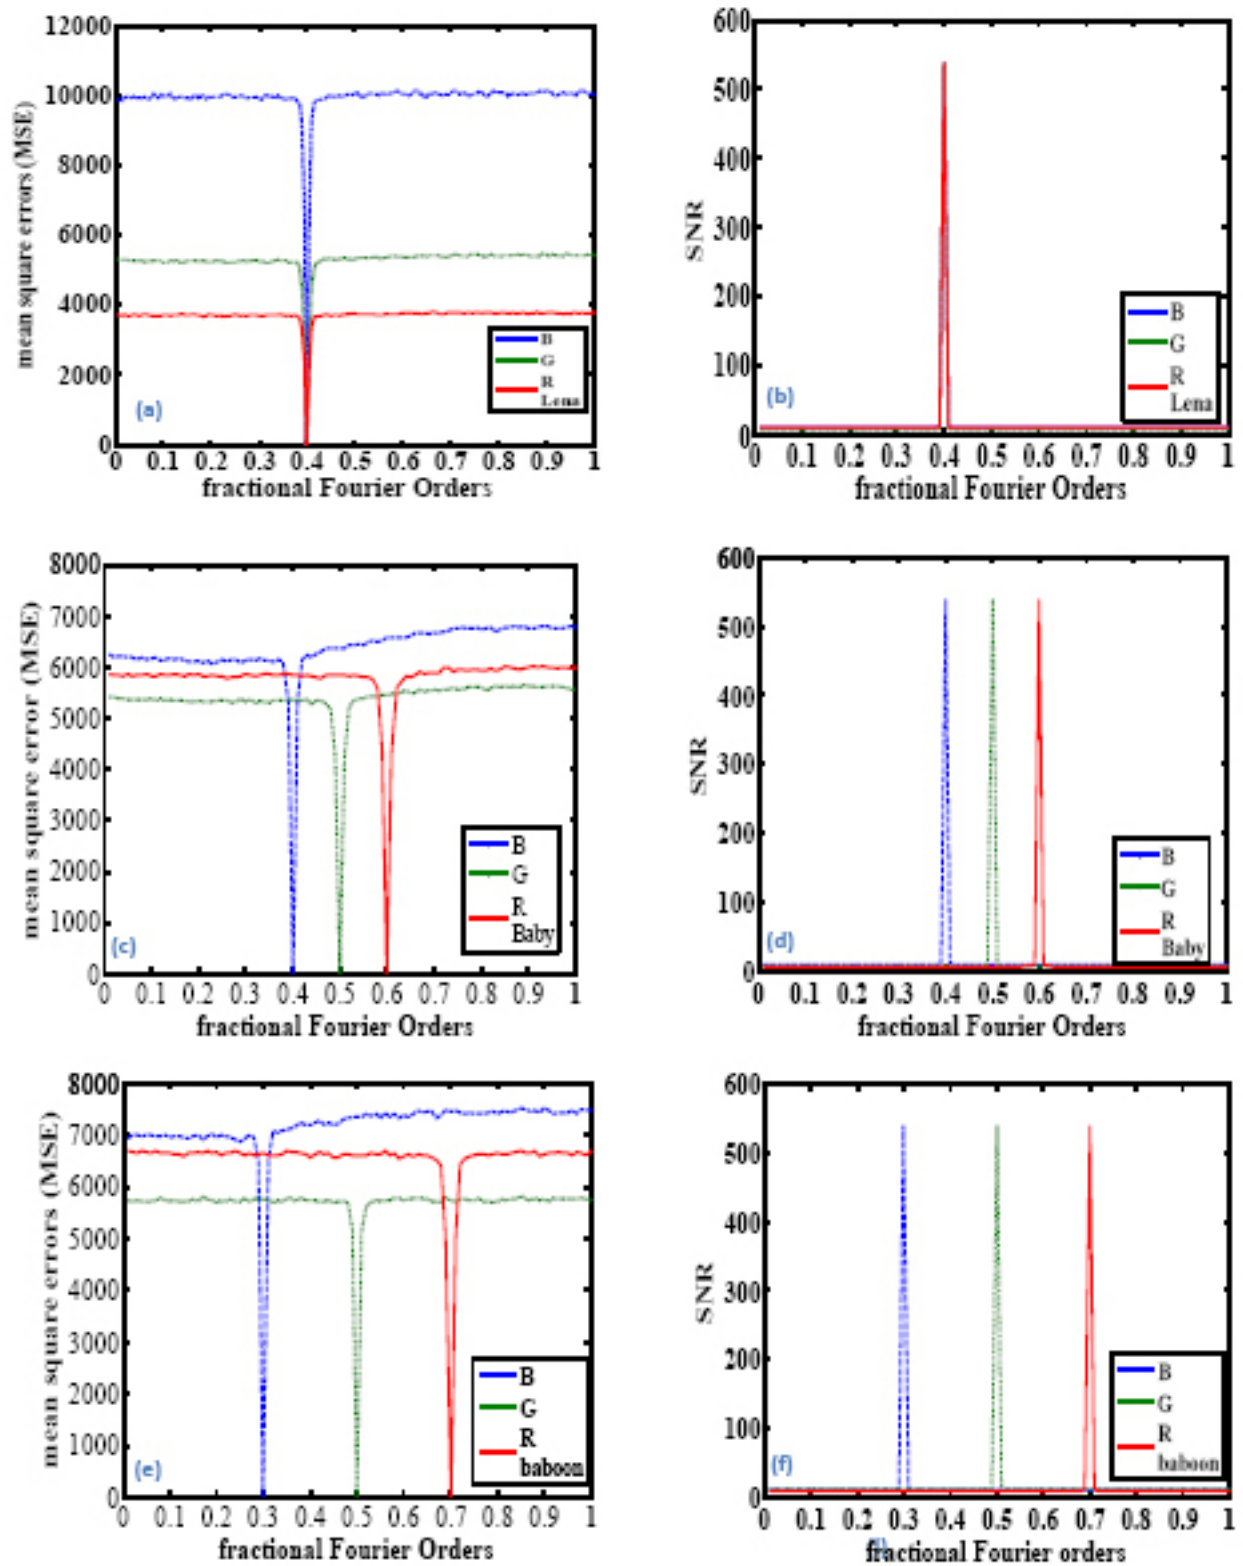 12000
10000
8000
6000
4000
2000
0
mean square errors (MSE)
0 0.1 0.2 0.3 0.4 0.5 0.6 0.7 0.8 0.9 1
fractional Fourier Orders
B
G
R
Lena
(a)
600
500
400
300
200
100
0
SNR
0 0.1 0.2 0.3 0.4 0.5 0.6 0.7 0.8 0.9 1
fractional Fourier Orders
B
G
R
Lena
(b)
8000
7000
6000
5000
4000
3000
2000
1000
0
mean square error (MSE)
0 0.1 0.2 0.3 0.4 0.5 0.6 0.7 0.8 0.9 1
fractional Fourier Orders
B
G
R
Baby
(c)
600
500
400
300
200
100
0
SNR
0 0.1 0.2 0.3 0.4 0.5 0.6 0.7 0.8 0.9 1
fractional Fourier Orders
B
G
R
Baby
(d)
8000
7000
6000
5000
4000
3000
2000
1000
0
mean square errors (MSE)
0 0.1 0.2 0.3 0.4 0.5 0.6 0.7 0.8 0.9 1
fractional Fourier Orders
B
G
R
baboon
(e)
600
500
400
300
200
100
0
SNR
0 0.1 0.2 0.3 0.4 0.5 0.6 0.7 0.8 0.9 1
fractional Fourier orders
B
G
R
baboon
(f)